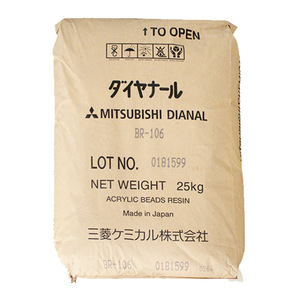 ↑TO OPEN
ダイヤナール
MITSUBISHI DIANAL
BR-106
LOT NO. 0181599
NET WEIGHT 25kg
ACRYLIC BEADS RESIN
Made in Japan
三菱ケミカル株式会社
BR-106 0181599